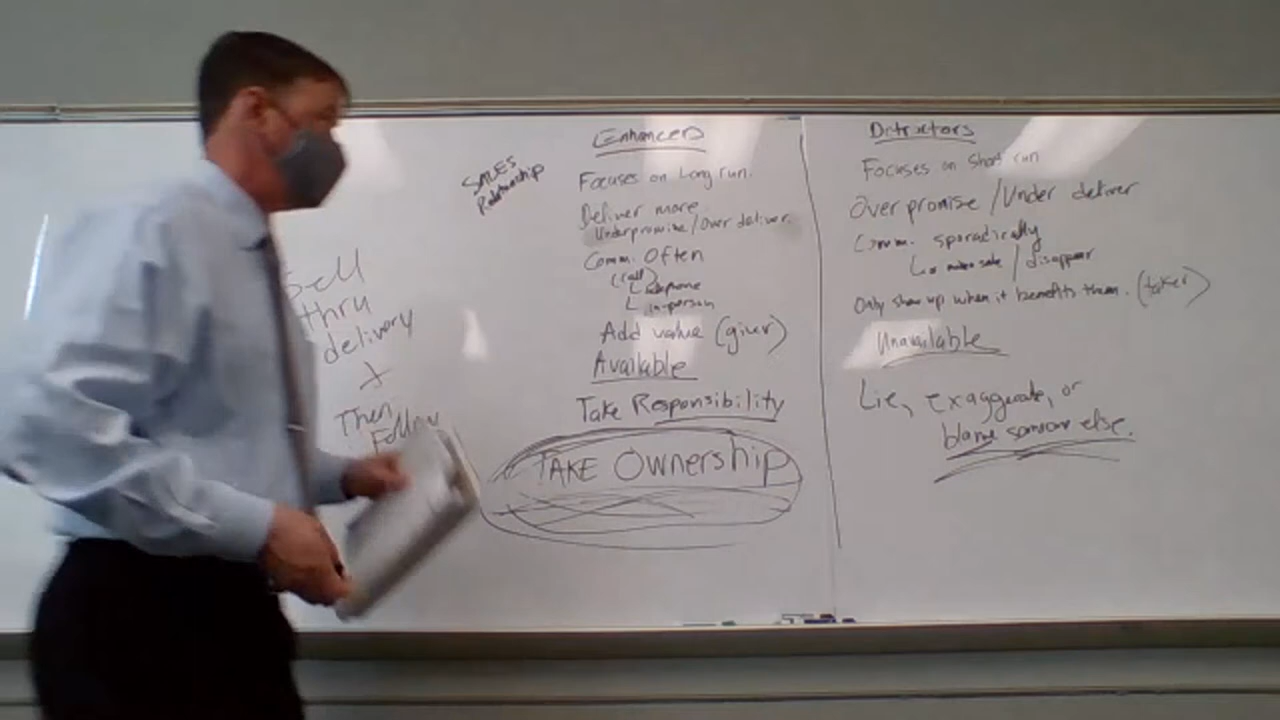 SALES
Relationship
Sell
thru
delivery
+
Then
Follow
Enhancers
Focuses on Long run.
Deliver more
Underpromise/Over deliver.
Comm. Often
(call)
in-person
Add value (giver)
Available
Take Responsibility
TAKE Ownership
Detractors
Focuses on Short run
Over promise /Under deliver
Comm. sporadically
make sale / disappear
Only show up when it benefits them. (taker)
Unavailable
Lie, Exaggerate, or
blame someone else.